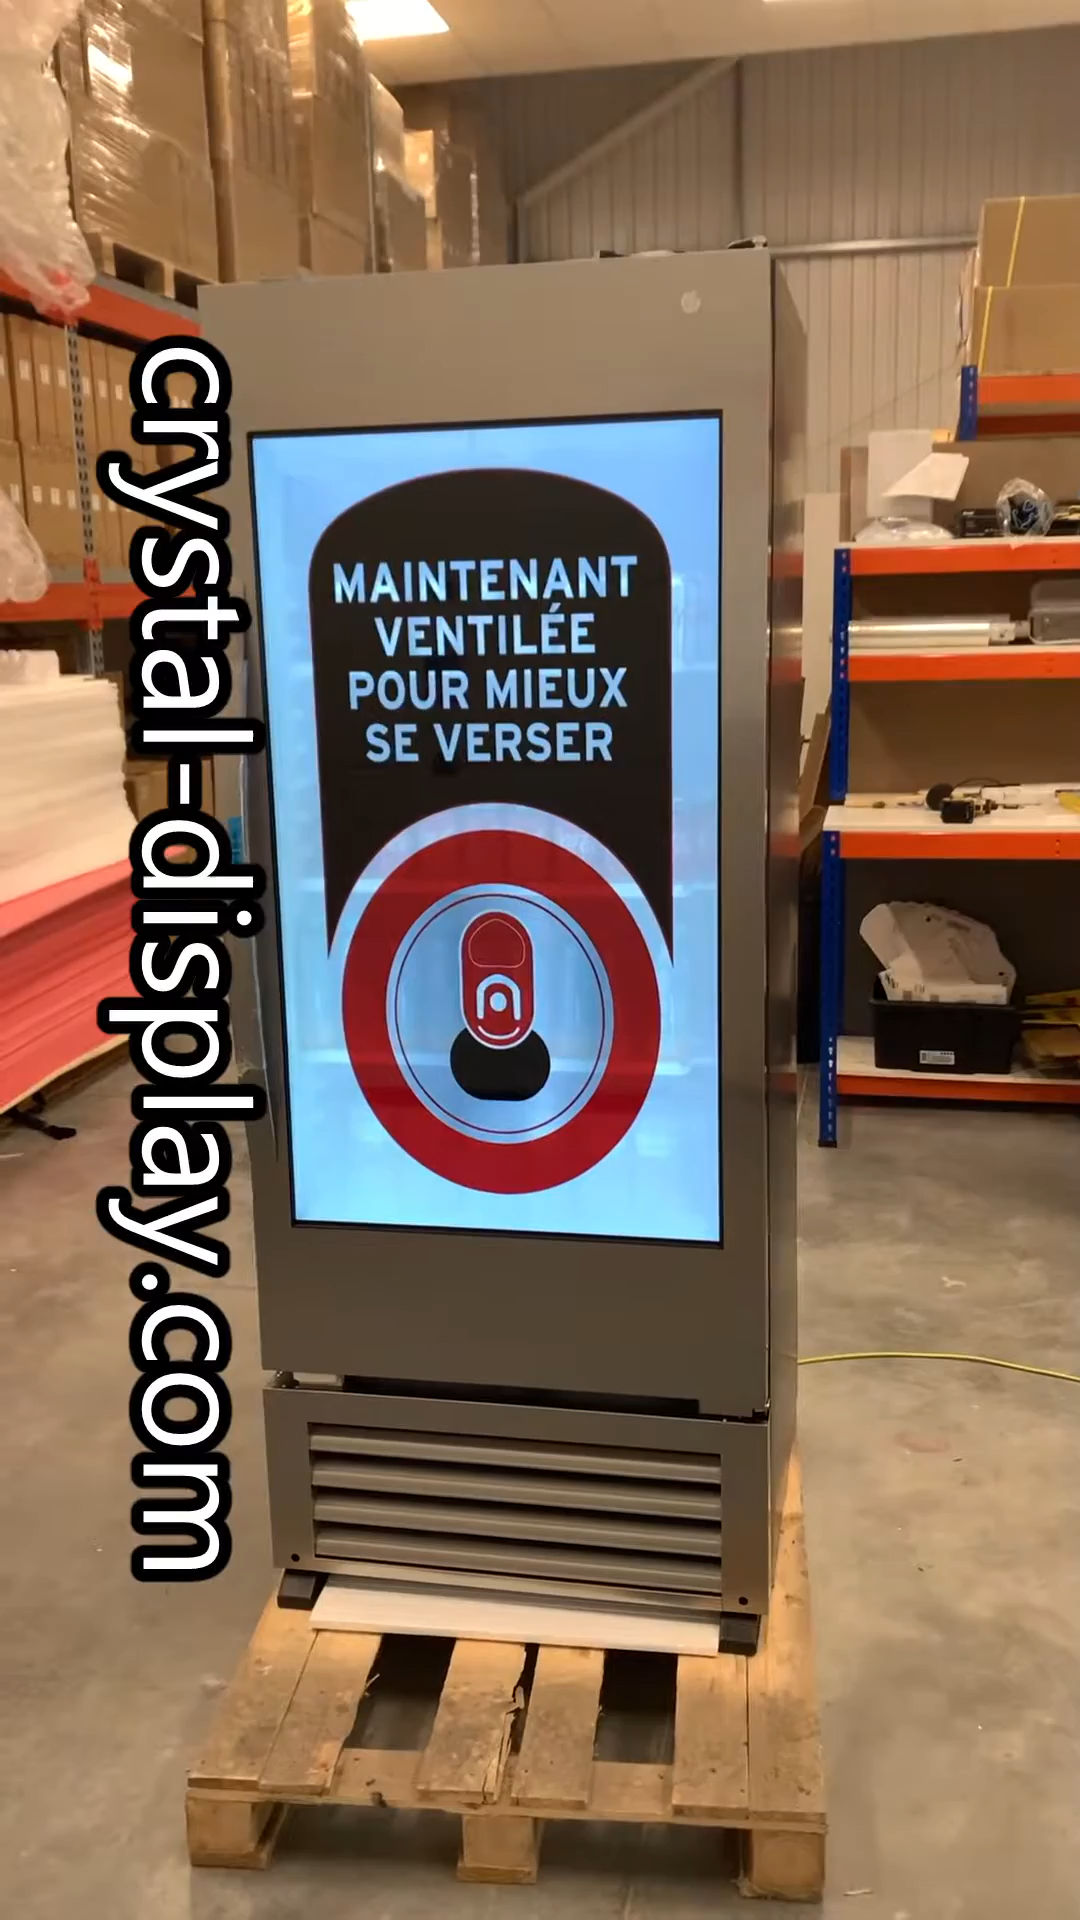 crystal-display.com
MAINTENANT
VENTILÉE
POUR MIEUX
SE VERSER